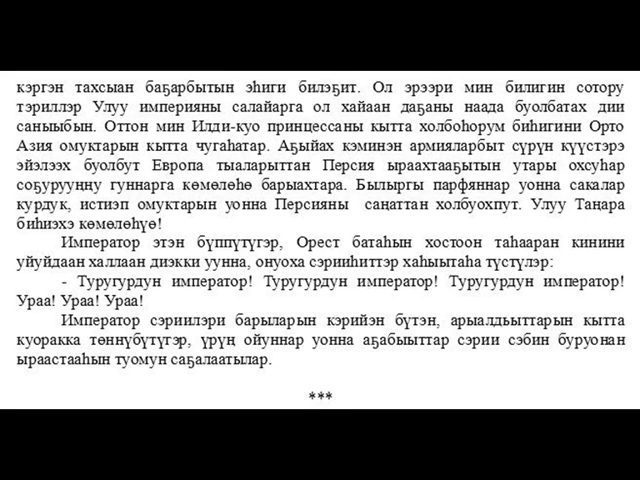 кэргэн тахсыан баҕарбытын эһиги билэҕит. Ол эрээри мин билигин сотору
тэриллэр Улуу империяны салайарга ол хайаан даҕаны наада буолбатах дии
саныыбын. Оттон мин Илди-куо принцессаны кытта холбоһорум биһигини Орто
Азия омуктарын кытта чугаһатар. Аҕыйах кэминэн армияларбыт сүрүн күүстэрэ
эйэлээх буолбут Европа тыаларыттан Персия ыраахтааҕытын утары охсуһар
соҕурууҥҥу гуннарга көмөлөһө барыахтара. Былыргы парфяннар уонна сакалар
курдук, истиэп омуктарын уонна Персияны саҥаттан холбуохпут. Улуу Таҥара
биһиэхэ көмөлөһүө!
Император этэн бүппүтүгэр, Орест батаһын хостоон таһааран кинини
уйуйдаан халлаан диэкки уунна, онуоха сэрииһиттэр хаһыытаһа түстүлэр:
- Туругурдун император! Туругурдун император! Туругурдун император!
Ураа! Ураа! Ураа!
Император сэриилэри барыларын кэрийэн бүтэн, арыалдьыттарын кытта
куоракка төннүбүтүгэр, үрүҥ ойуннар уонна аҕабыыттар сэрии сэбин буруонан
ыраастааһын туомун саҕалаатылар.
***